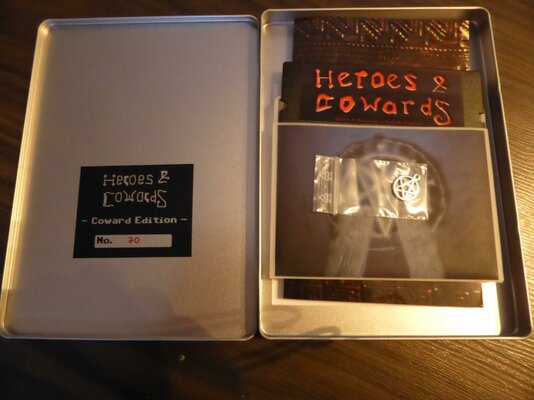 Heroes &
Cowards
- Coward Edition -
No. 70
Heroes &
Cowards